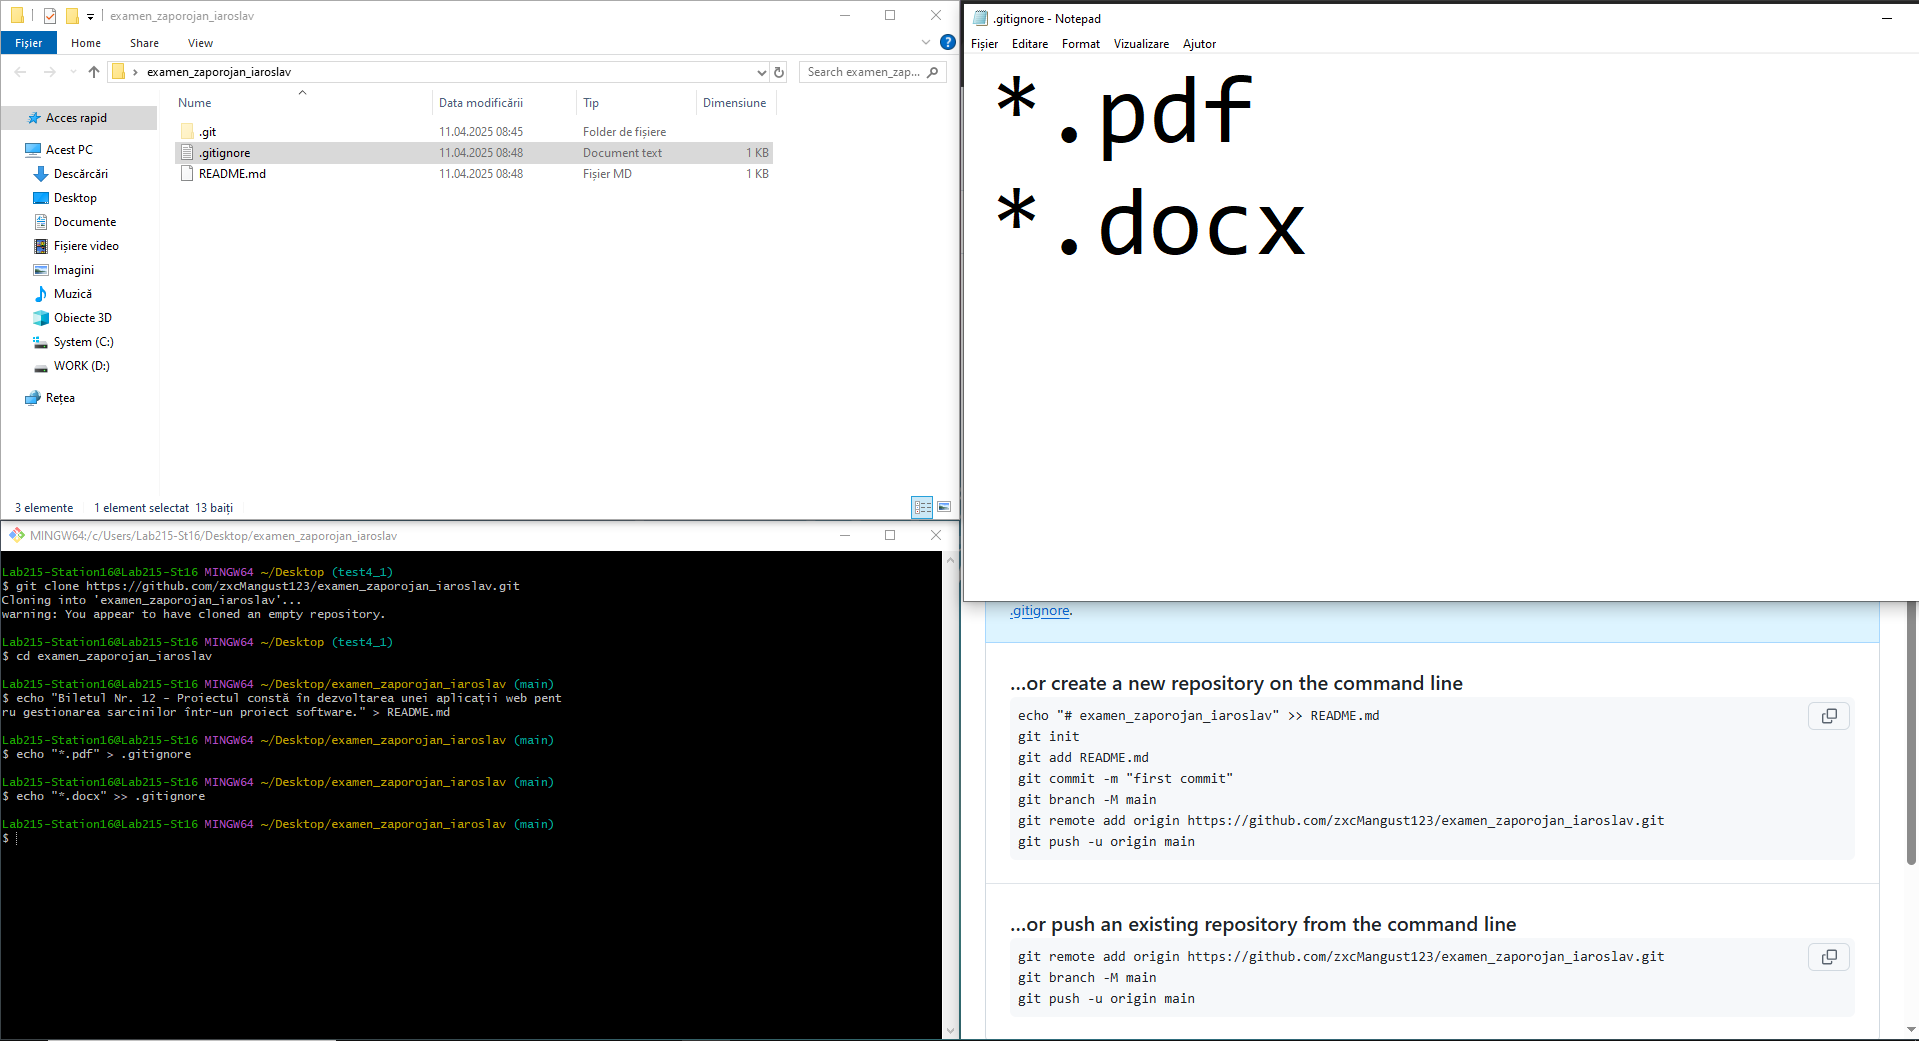 examen_zaporojan_iaroslav
Fișier Home Share View
examen_zaporojan_iaroslav
Search examen_zap...
Nume Data modificării Tip Dimensiune
Acces rapid
Acest PC
Descărcări
Desktop
Documente
Fișiere video
Imagini
Muzică
Obiecte 3D
System (C:)
WORK (D:)
Rețea
.git 11.04.2025 08:45 Folder de fișiere
.gitignore 11.04.2025 08:48 Document text 1 KB
README.md 11.04.2025 08:48 Fișier MD 1 KB
3 elemente 1 element selectat 13 baiți
.gitignore - Notepad
Fișier Editare Format Vizualizare Ajutor
*.pdf
*.docx
MINGW64:/c/Users/Lab215-St16/Desktop/examen_zaporojan_iaroslav
Lab215-Station16@Lab215-St16 MINGW64 ~/Desktop (test4_1)
$ git clone https://github.com/zxcMangust123/examen_zaporojan_iaroslav.git
Cloning into 'examen_zaporojan_iaroslav'...
warning: You appear to have cloned an empty repository.
Lab215-Station16@Lab215-St16 MINGW64 ~/Desktop (test4_1)
$ cd examen_zaporojan_iaroslav
Lab215-Station16@Lab215-St16 MINGW64 ~/Desktop/examen_zaporojan_iaroslav (main)
$ echo "Biletul Nr. 12 - Proiectul constă în dezvoltarea unei aplicații web pent
ru gestionarea sarcinilor într-un proiect software." > README.md
Lab215-Station16@Lab215-St16 MINGW64 ~/Desktop/examen_zaporojan_iaroslav (main)
$ echo "*.pdf" > .gitignore
Lab215-Station16@Lab215-St16 MINGW64 ~/Desktop/examen_zaporojan_iaroslav (main)
$ echo "*.docx" >> .gitignore
Lab215-Station16@Lab215-St16 MINGW64 ~/Desktop/examen_zaporojan_iaroslav (main)
$
.gitignore.
...or create a new repository on the command line
echo "# examen_zaporojan_iaroslav" >> README.md
git init
git add README.md
git commit -m "first commit"
git branch -M main
git remote add origin https://github.com/zxcMangust123/examen_zaporojan_iaroslav.git
git push -u origin main
...or push an existing repository from the command line
git remote add origin https://github.com/zxcMangust123/examen_zaporojan_iaroslav.git
git branch -M main
git push -u origin main